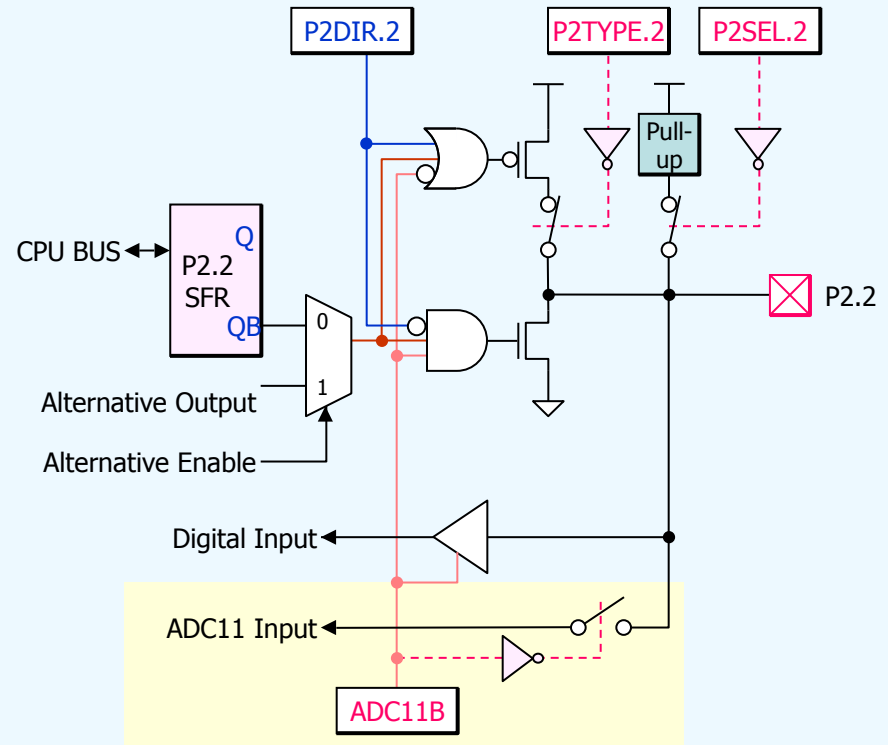 P2DIR.2
P2TYPE.2
P2SEL.2
Pull-
up
CPU BUS
Q
P2.2
SFR
QB
0
1
P2.2
Alternative Output
Alternative Enable
Digital Input
ADC11 Input
ADC11B